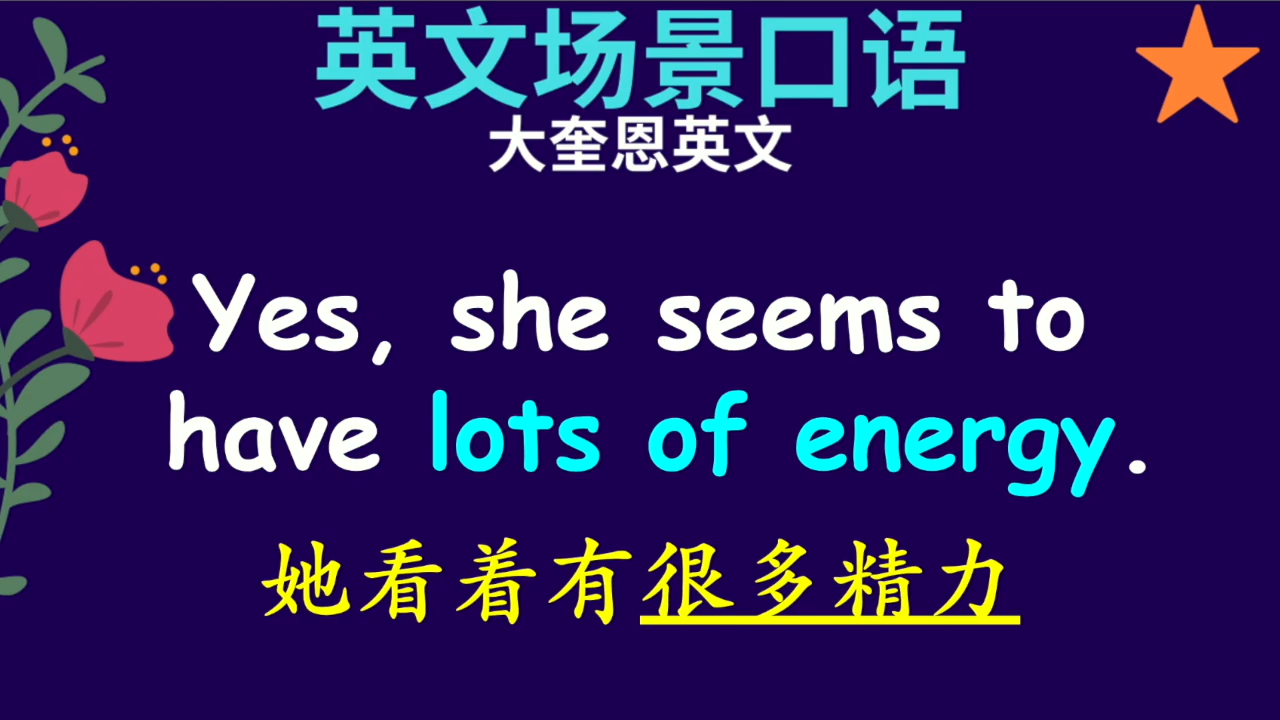 英文场景口语
大奎恩英文
Yes, she seems to
have lots of energy.
她看着有很多精力